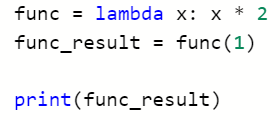 func = lambda x: x * 2
func_result = func(1)
print(func_result)